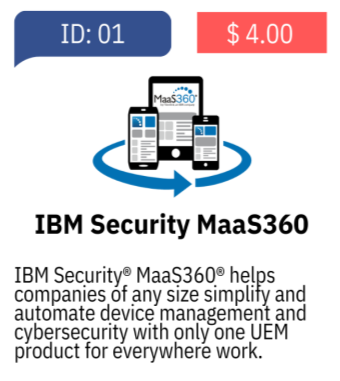 ID: 01
$ 4.00
MaaS360
IBM Security MaaS360
IBM Security® MaaS360® helps
companies of any size simplify and
automate device management and
cybersecurity with only one UEM
product for everywhere work.